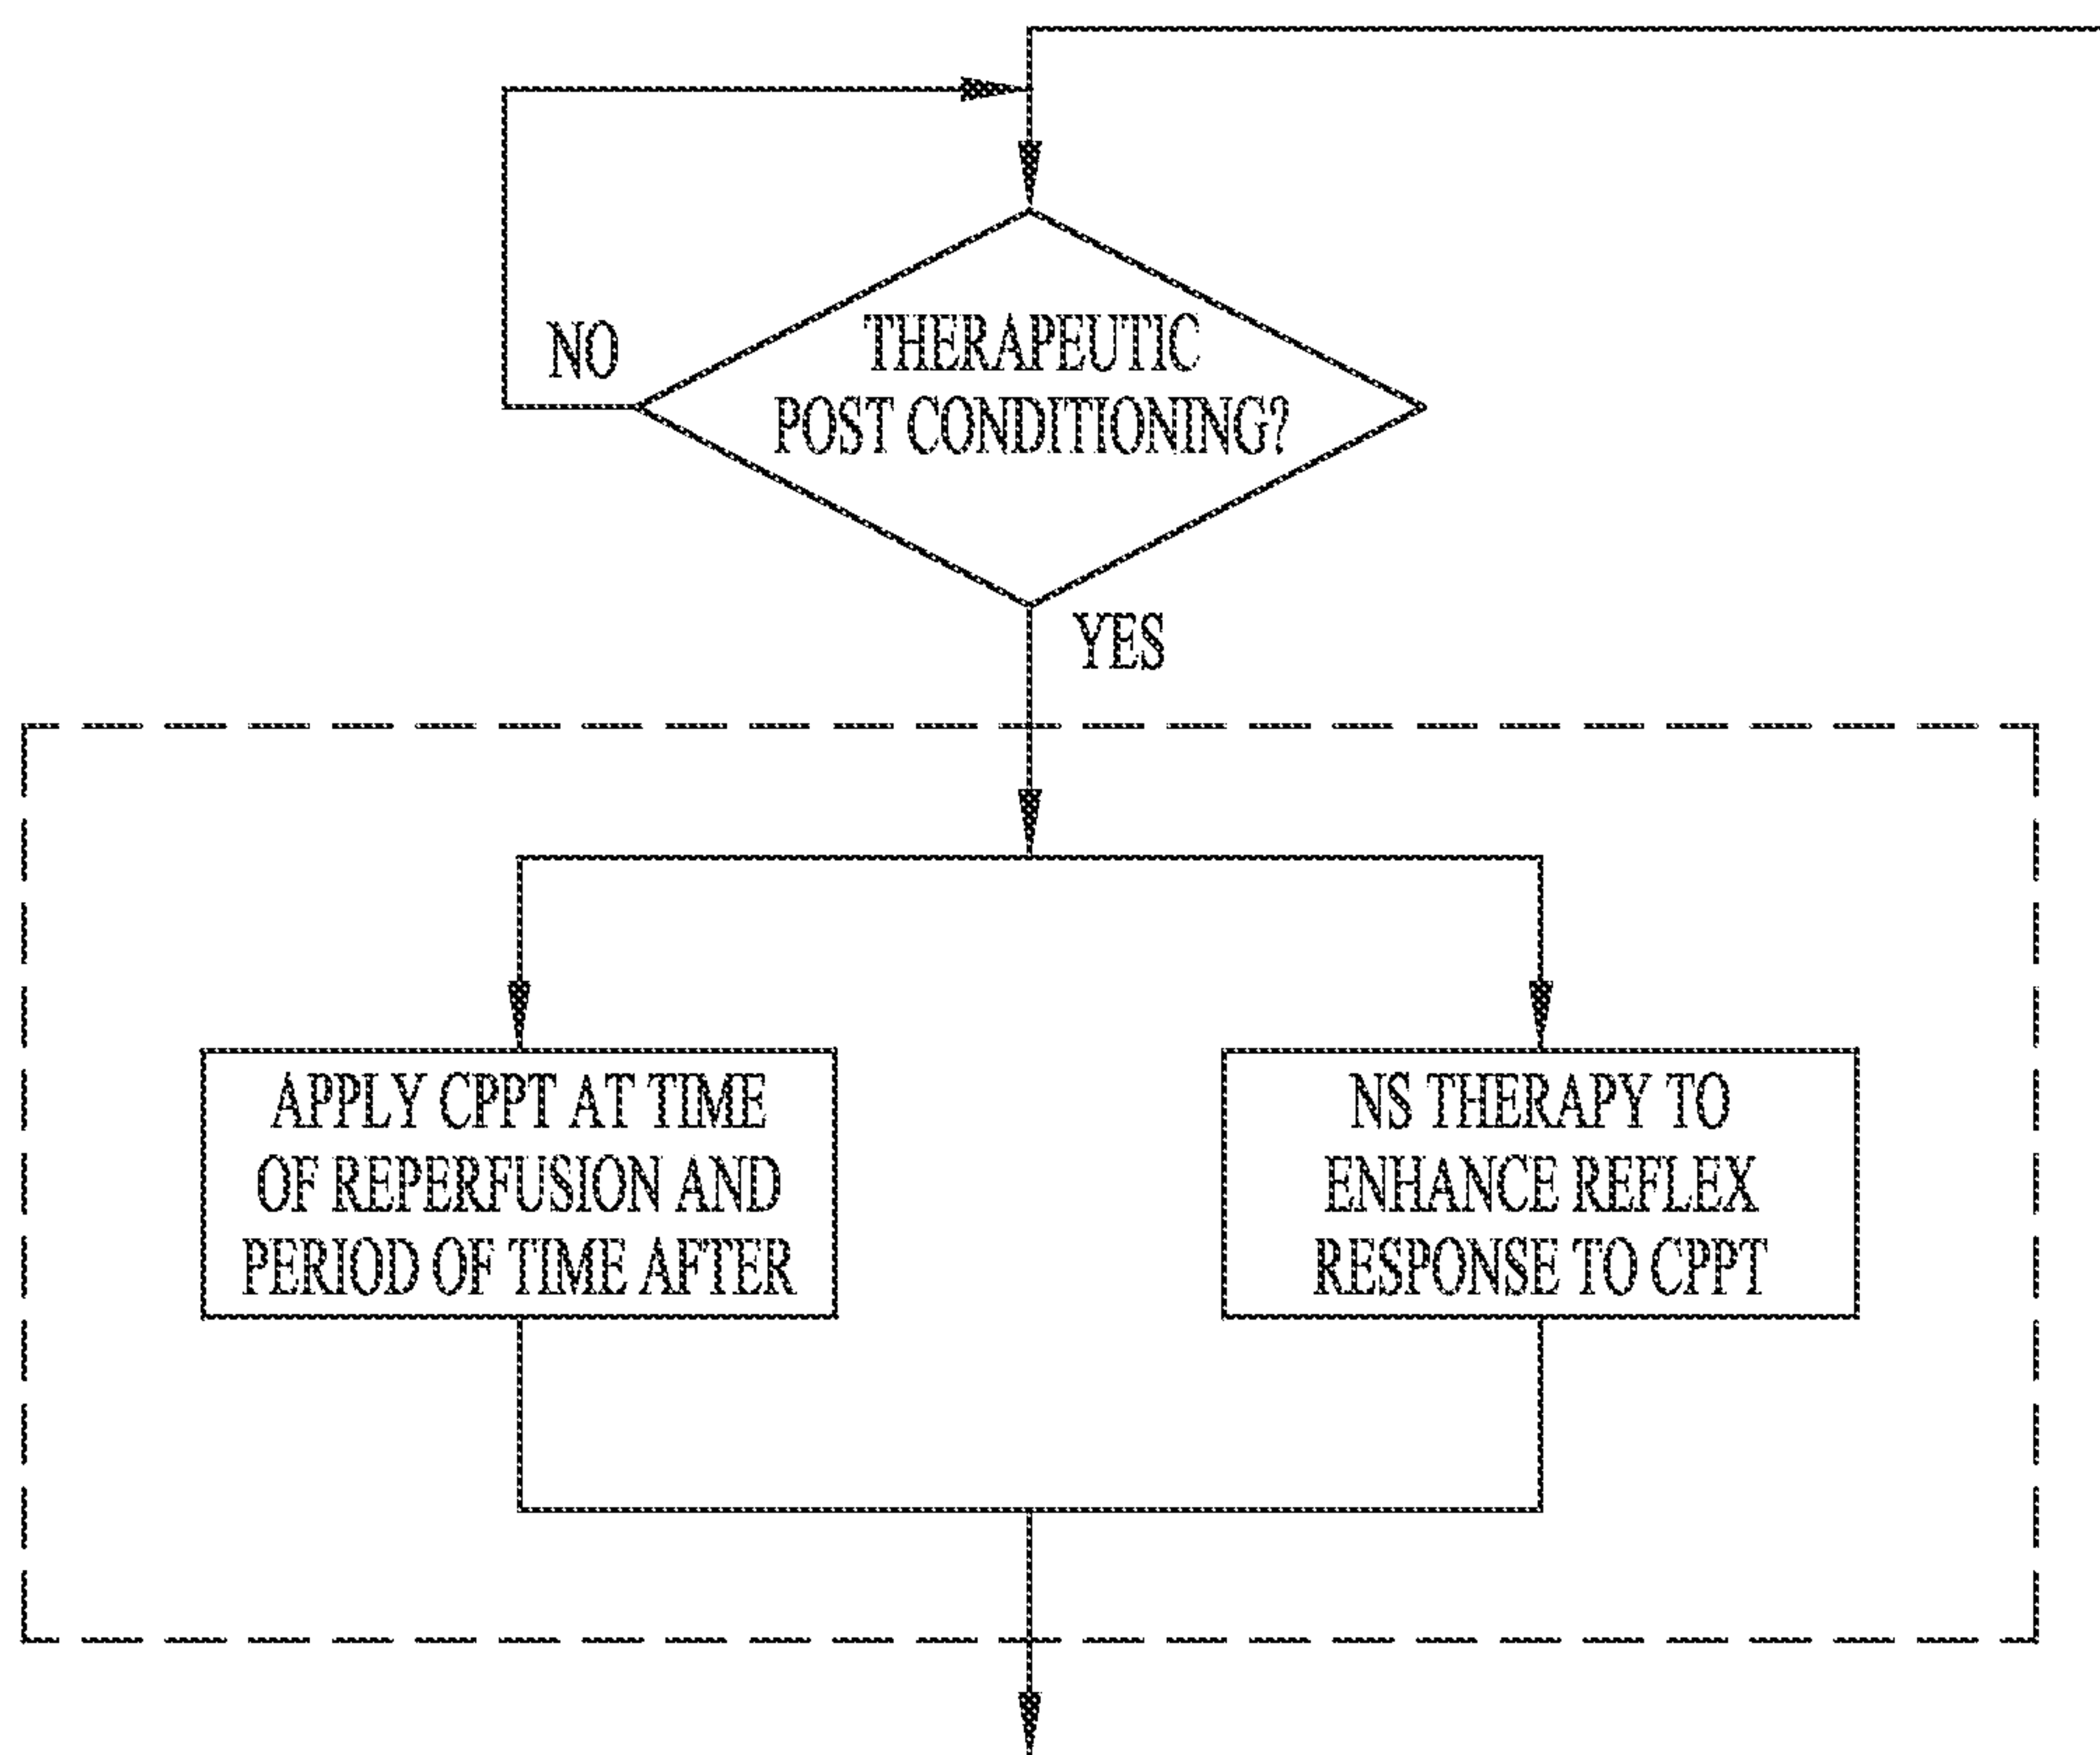 THERAPEUTIC
POST CONDITIONING?
NO
YES
APPLY CPPT AT TIME
OF REPERFUSION AND
PERIOD OF TIME AFTER
NS THERAPY TO
ENHANCE REFLEX
RESPONSE TO CPPT